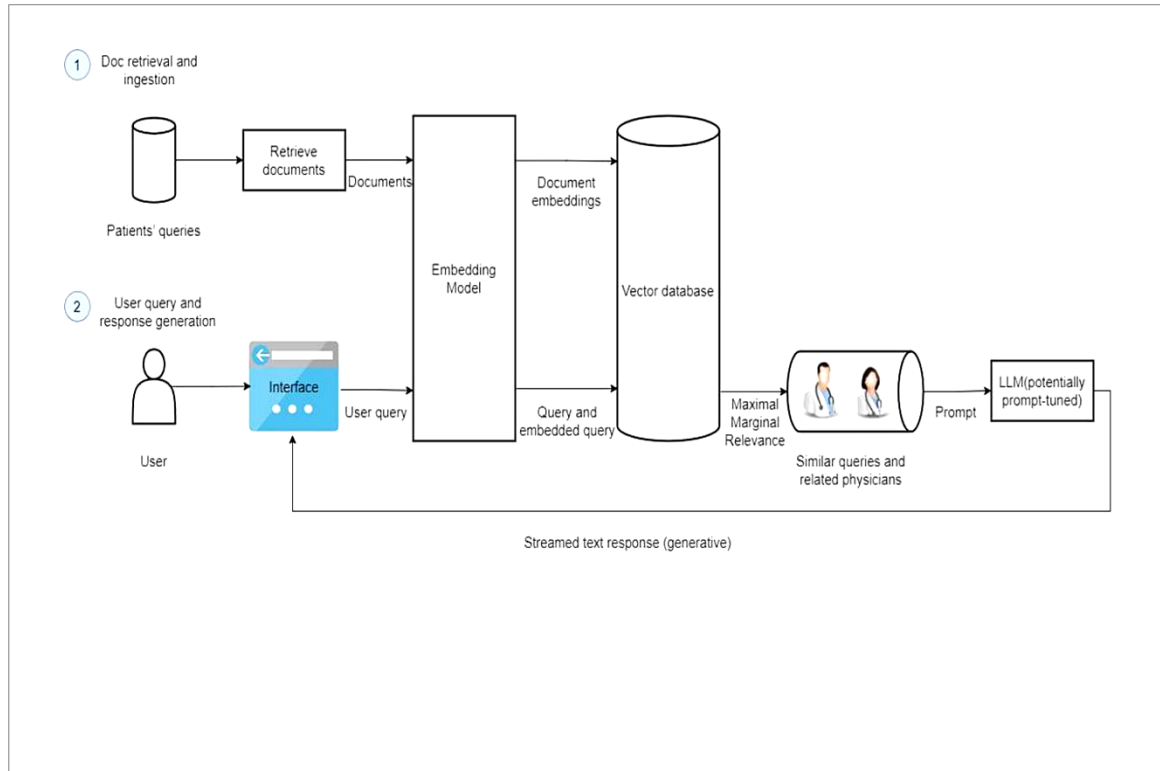 1
Doc retrieval and
ingestion
Retrieve
documents
Documents
Document
embeddings
Patients' queries
Embedding
Model
Vector database
2
User query and
response generation
Interface
User query
Query and
embedded query
Maximal
Marginal
Relevance
LLM(potentially
prompt-tuned)
Prompt
User
Similar queries and
related physicians
Streamed text response (generative)